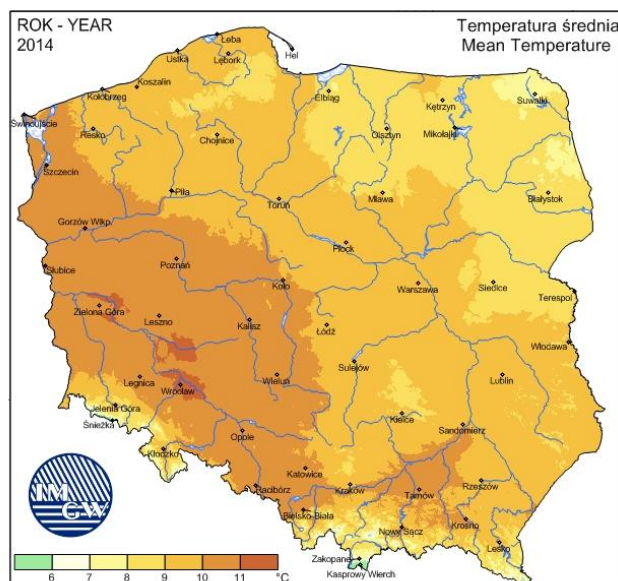 ROK - YEAR
2014
Temperatura średnia
Mean Temperature
Łeba
Hel
Ustka
Lębork
Koszalin
Kołobrzeg
Elbląg
Kętrzyn
Suwałki
Świnoujście
Resko
Chojnice
Olsztyn
Mikołajki
Szczecin
Piła
Toruń
Mława
Białystok
Gorzów Wlkp.
Płock
Słubice
Poznań
Koło
Warszawa
Siedlce
Terespol
Zielona Góra
Leszno
Kalisz
Łódź
Włodawa
Sulejów
Legnica
Wrocław
Wieluń
Lublin
Jelenia Góra
Śnieżka
Kielce
Sandomierz
Opole
Kłodzko
Katowice
Racibórz
Kraków
Tarnów
Rzeszów
Bielsko-Biała
Nowy Sącz
Krosno
Lesko
Zakopane
Kasprowy Wierch
IM
GW
6 7 8 9 10 11 °C